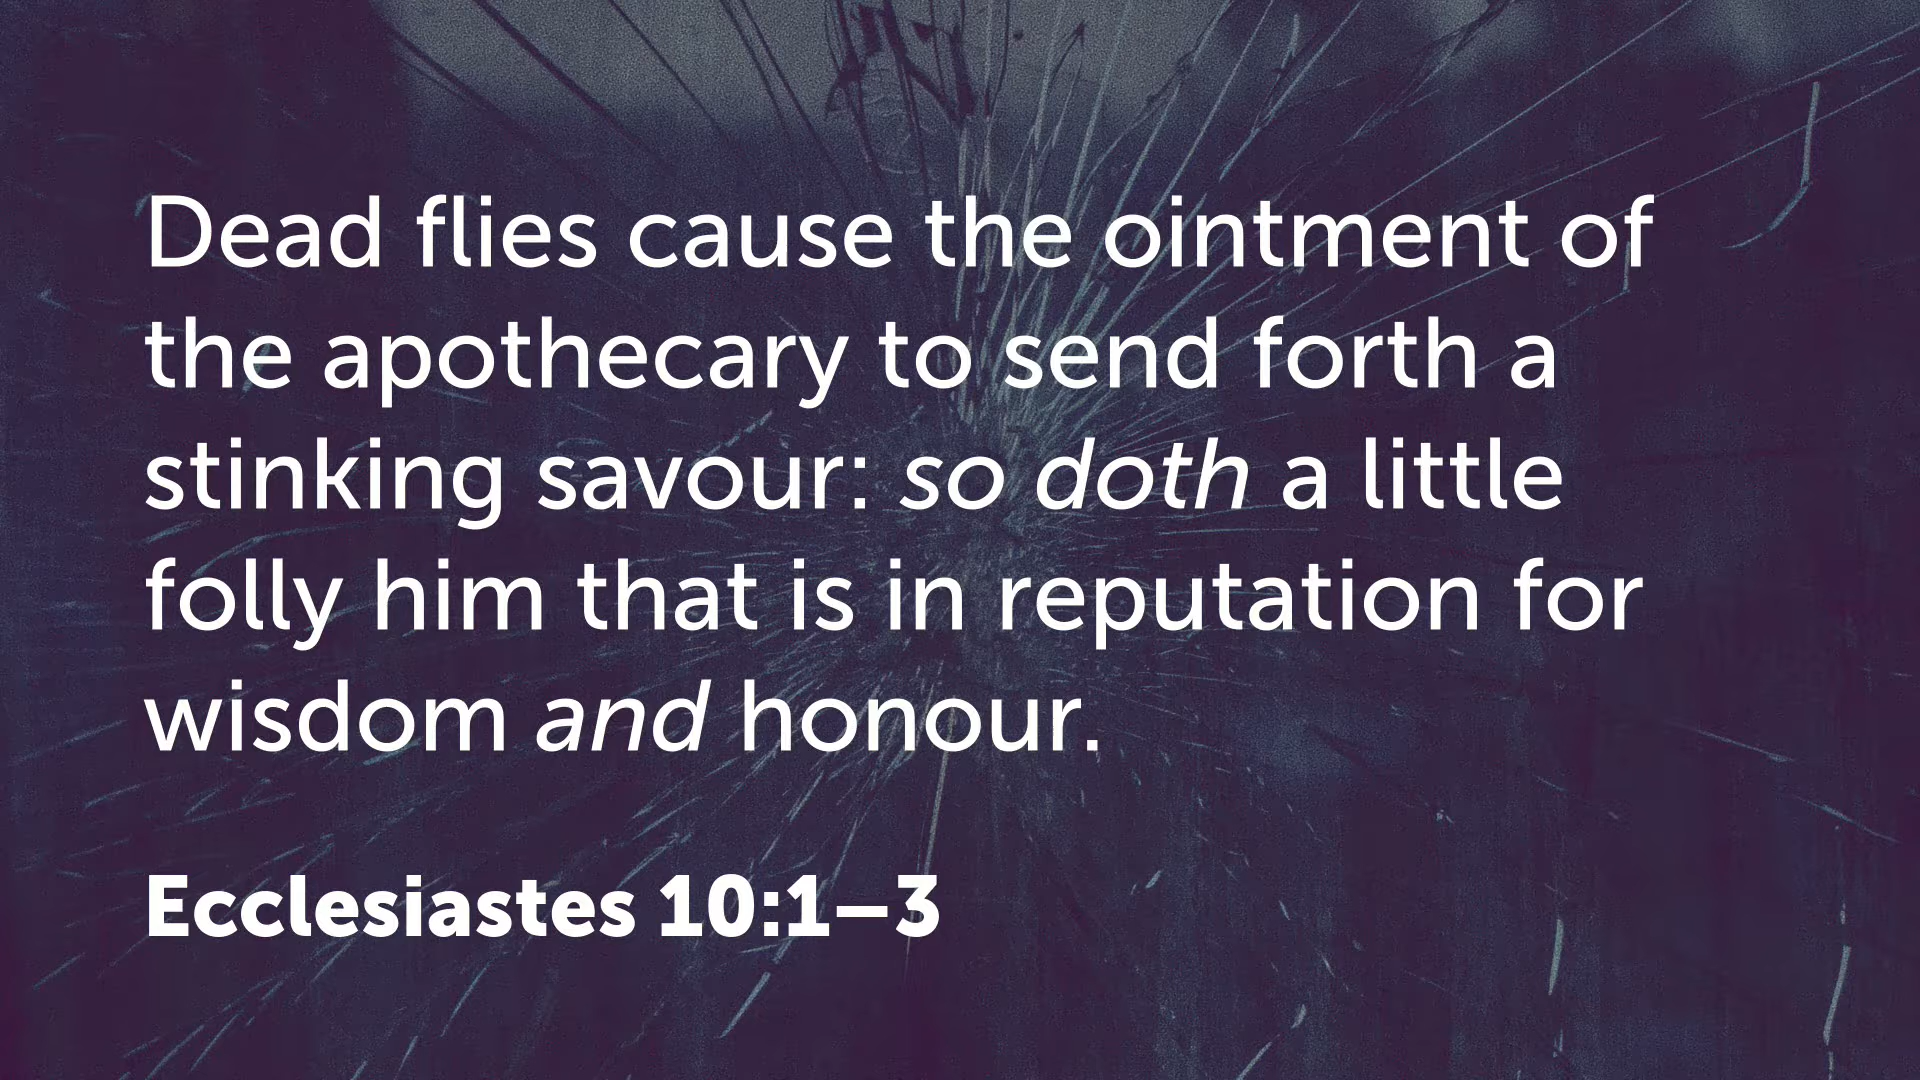 Dead flies cause the ointment of
the apothecary to send forth a
stinking savour: so doth a little
folly him that is in reputation for
wisdom and honour.
Ecclesiastes 10:1–3